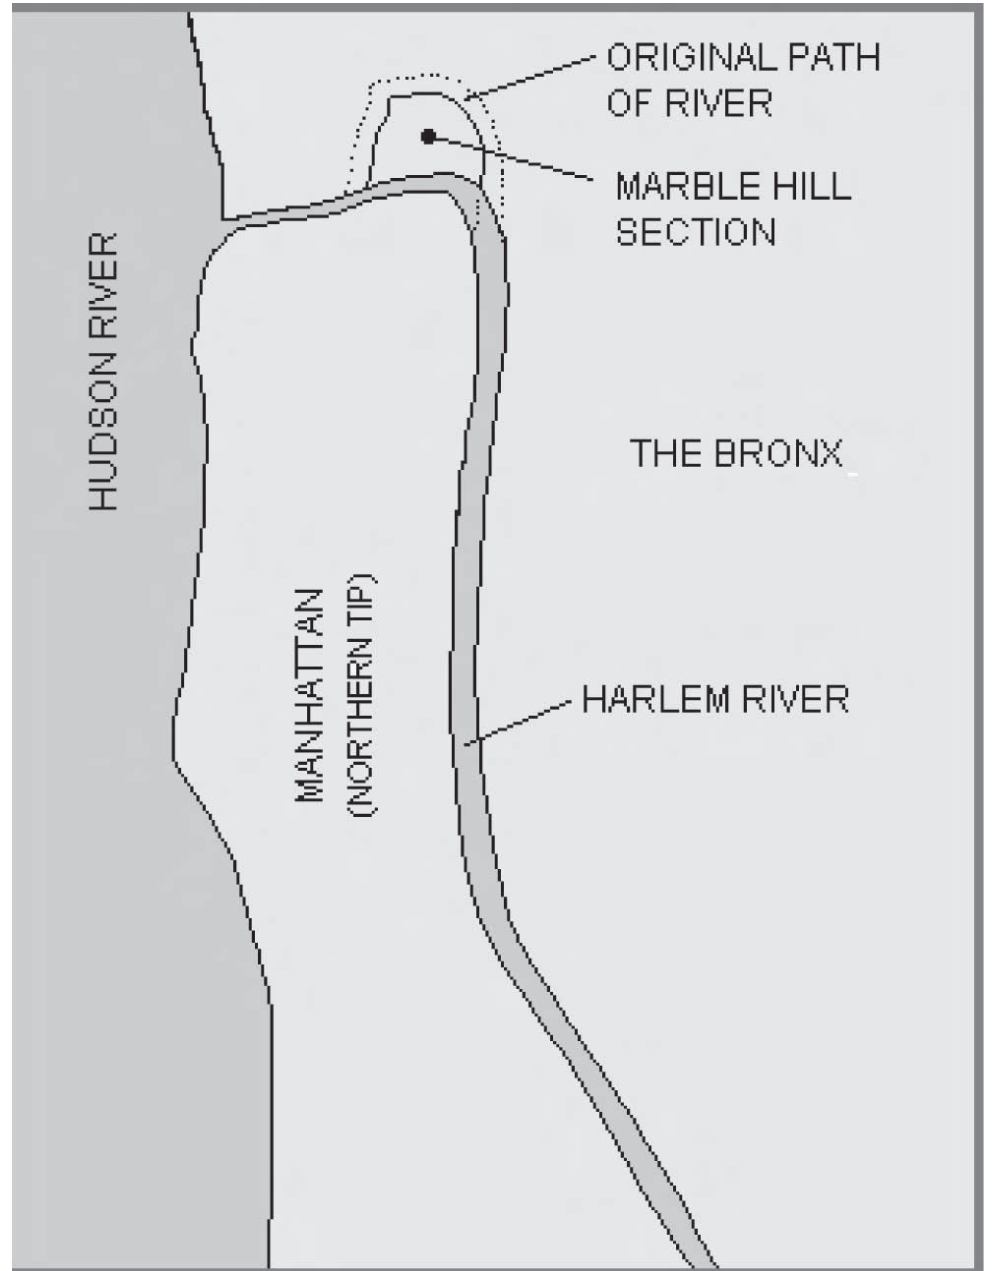 ORIGINAL PATH
OF RIVER
MARBLE HILL
SECTION
HUDSON RIVER
THE BRONX
MANHATTAN
(NORTHERN TIP)
HARLEM RIVER